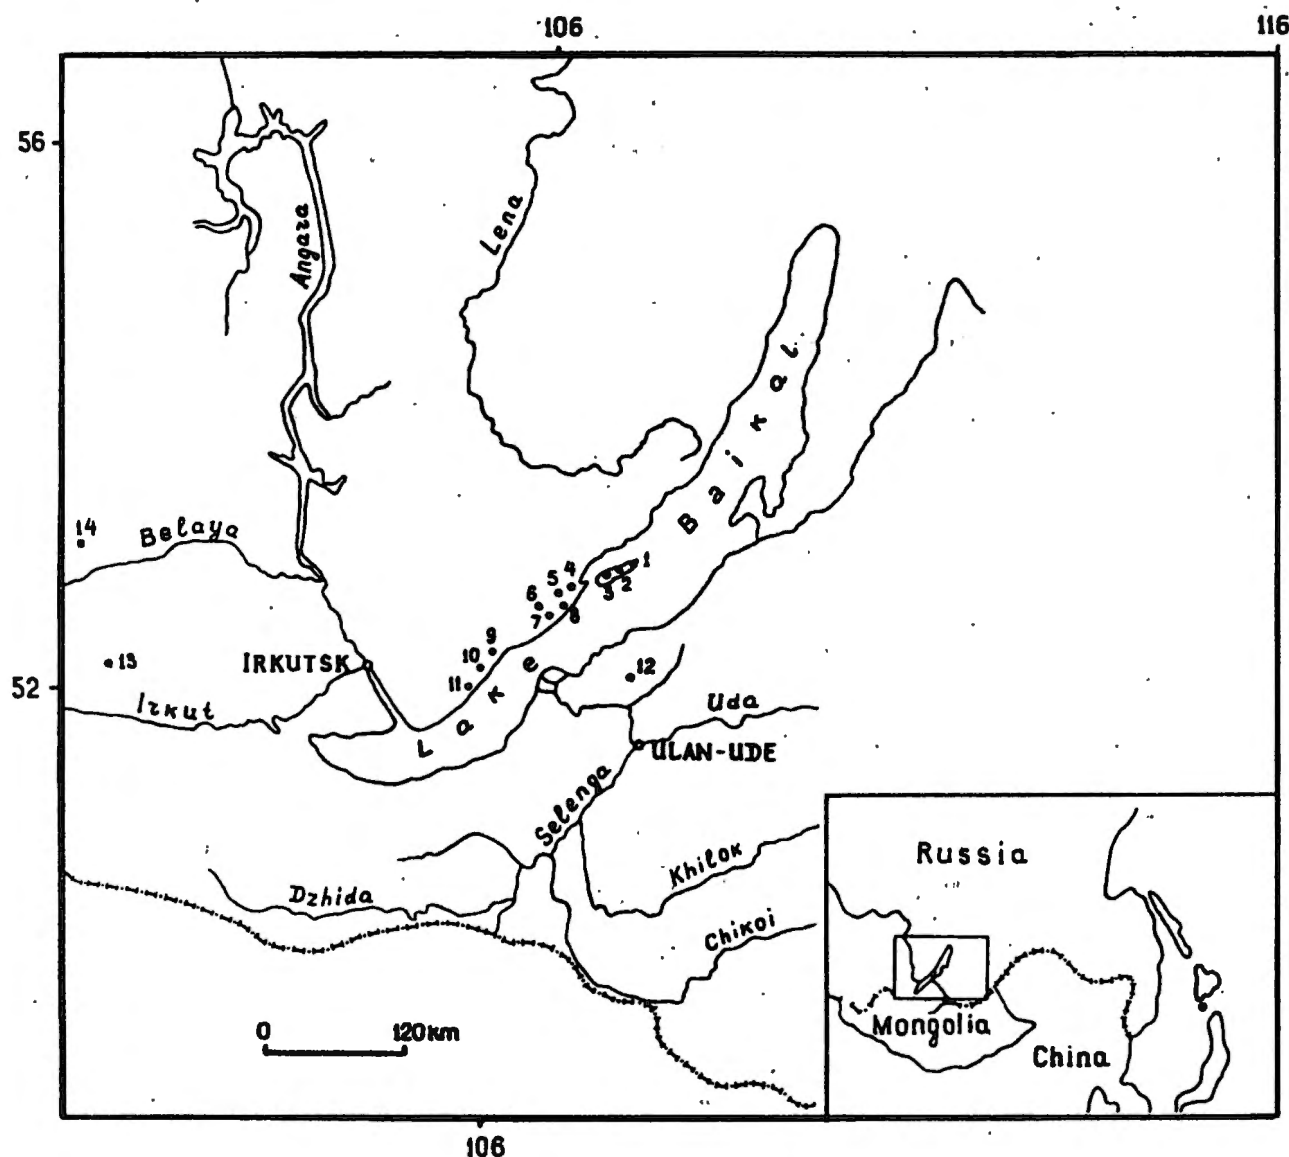 106
116
56
Angara
Lena
Baikal
14
Belaya
1
2
3
4
5
6
7
8
9
10
11
13
IRKUTSK
Lake
12
52
Irkut
Uda
ULAN-UDE
Selenga
Russia
Khilok
Dzhida
Chikoi
0
120км
Mongolia
China
106